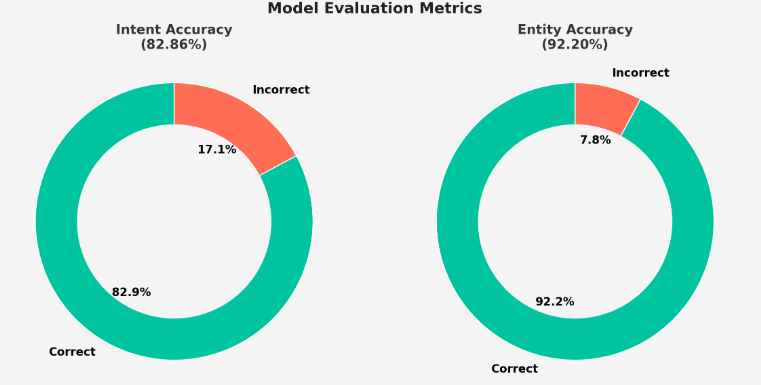 Model Evaluation Metrics
Intent Accuracy
(82.86%)
Incorrect
17.1%
82.9%
Correct
Entity Accuracy
(92.20%)
Incorrect
7.8%
92.2%
Correct